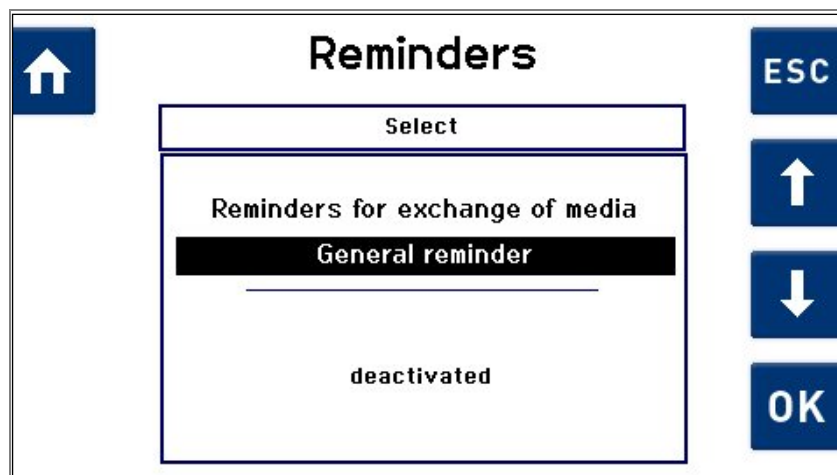 Reminders
ESC
Select
Reminders for exchange of media
General reminder
deactivated
OK